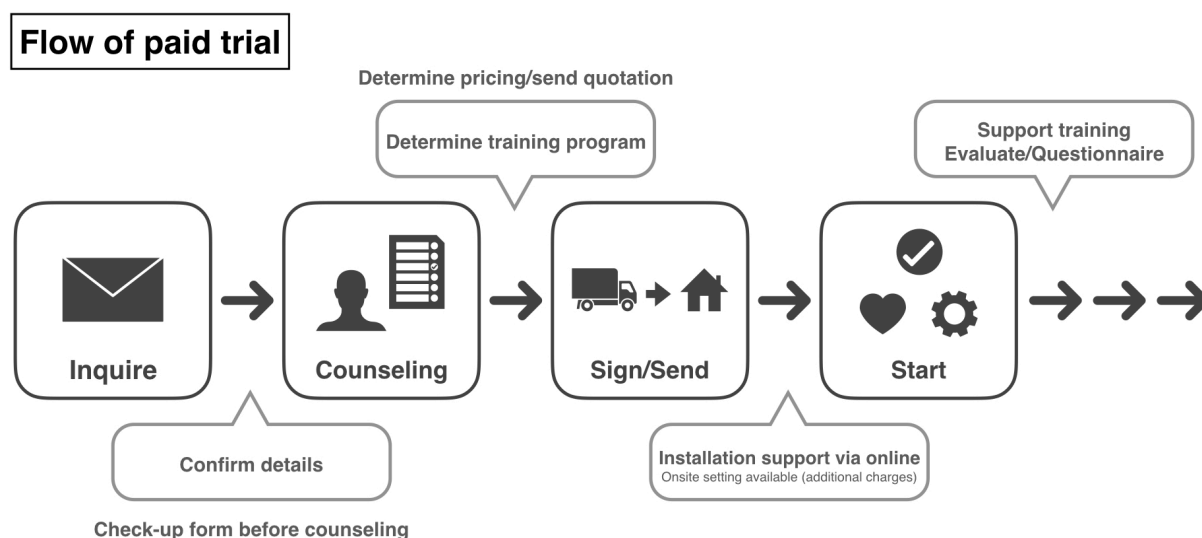 Flow of paid trial
Determine pricing/send quotation
Determine training program
Support training
Evaluate/Questionnaire
Inquire
Counseling
Sign/Send
Start
Confirm details
Installation support via online
Onsite setting available (additional charges)
Check-up form before counseling